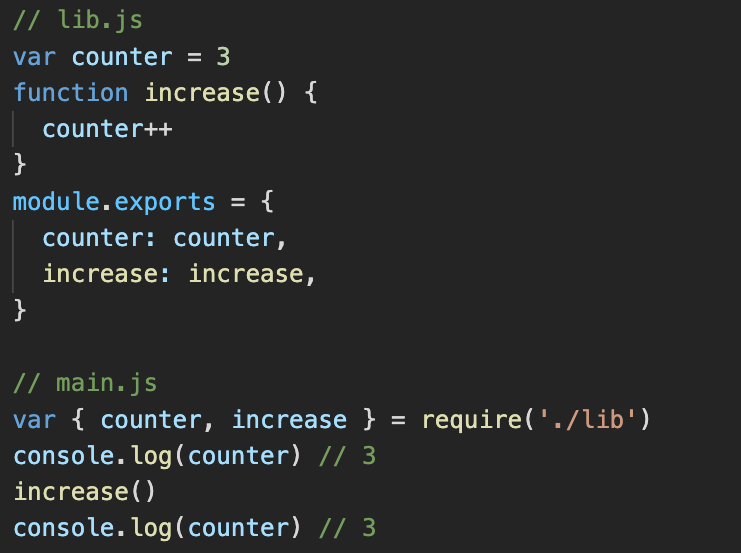 // lib.js
var counter = 3
function increase() {
  counter++
}
module.exports = {
  counter: counter,
  increase: increase,
}

// main.js
var { counter, increase } = require('./lib')
console.log(counter) // 3
increase()
console.log(counter) // 3